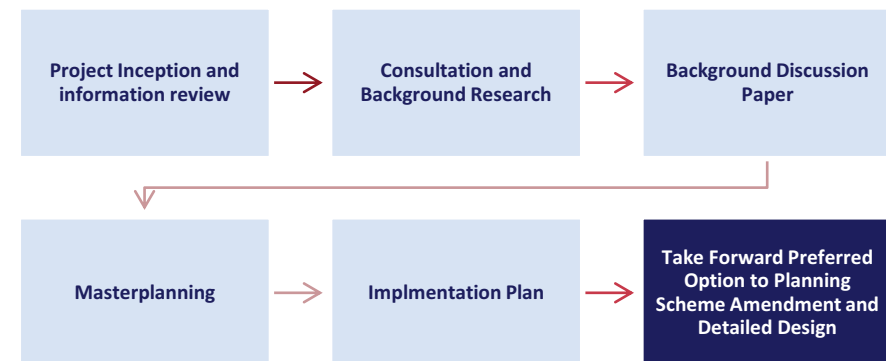 Project Inception and
information review
Consultation and
Background Research
Background Discussion
Paper
Masterplanning
Implmentation Plan
Take Forward Preferred
Option to Planning
Scheme Amendment and
Detailed Design